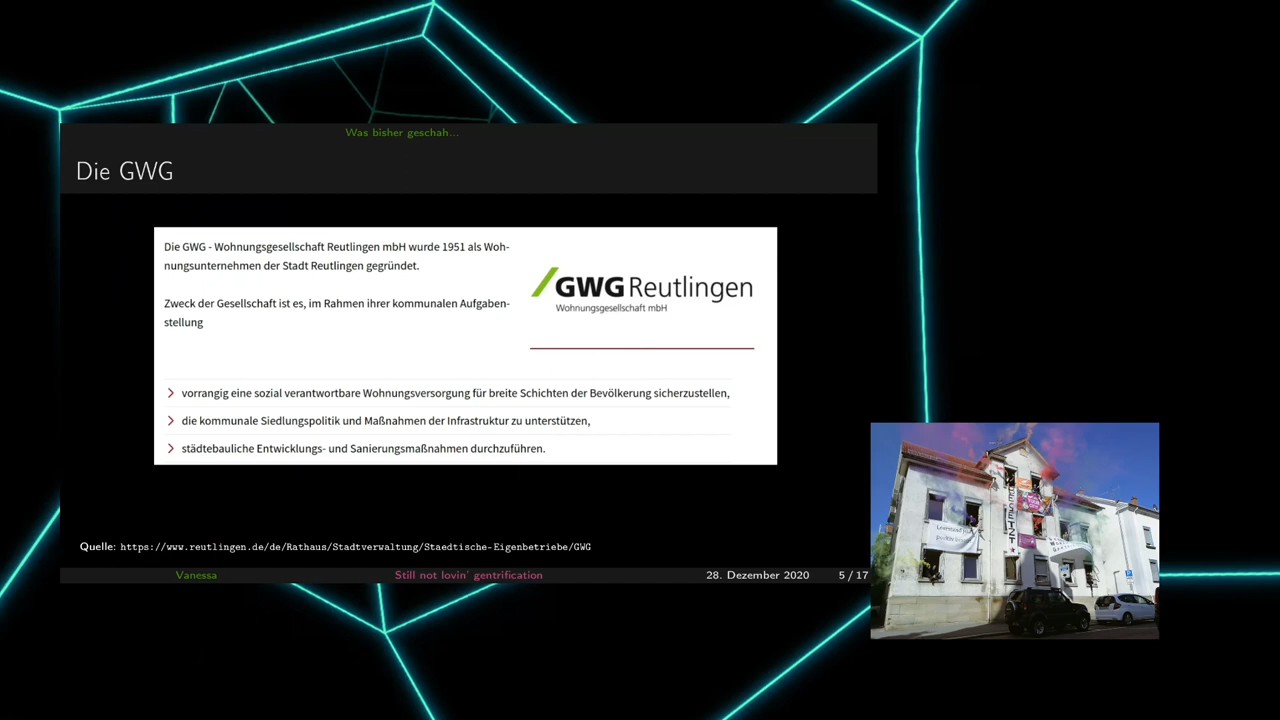 Was bisher geschah...
Die GWG
Die GWG - Wohnungsgesellschaft Reutlingen mbH wurde 1951 als Woh-
nungsunternehmen der Stadt Reutlingen gegründet.
Zweck der Gesellschaft ist es, im Rahmen ihrer kommunalen Aufgaben-
stellung
GWG Reutlingen
Wohnungsgesellschaft mbH
vorrangig eine sozial verantwortbare Wohnungsversorgung für breite Schichten der Bevölkerung sicherzustellen,
die kommunale Siedlungspolitik und Maßnahmen der Infrastruktur zu unterstützen,
städtebauliche Entwicklungs- und Sanierungsmaßnahmen durchzuführen.
Quelle: https://www.reutlingen.de/de/Rathaus/Stadtverwaltung/Staedtische-Eigenbetriebe/GWG
Vanessa
Still not lovin' gentrification
28. Dezember 2020
5 / 17
BESETZT
Leerstand